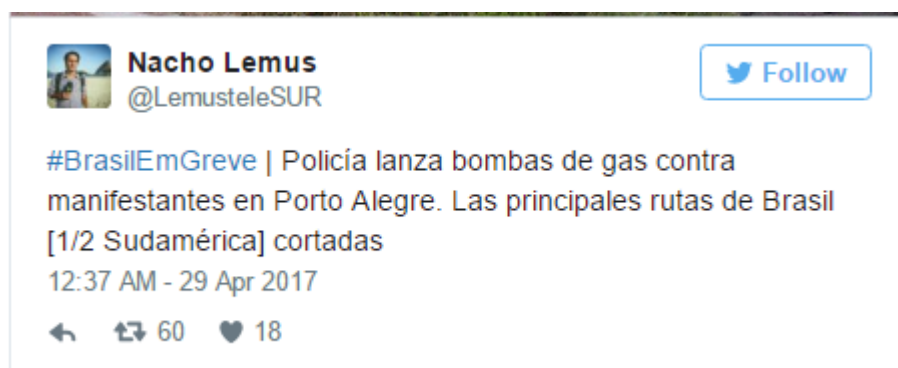 Nacho Lemus
@LemusteleSUR
Follow
#BrasilEmGreve | Policía lanza bombas de gas contra
manifestantes en Porto Alegre. Las principales rutas de Brasil
[1/2 Sudamérica] cortadas
12:37 AM - 29 Apr 2017
60 18